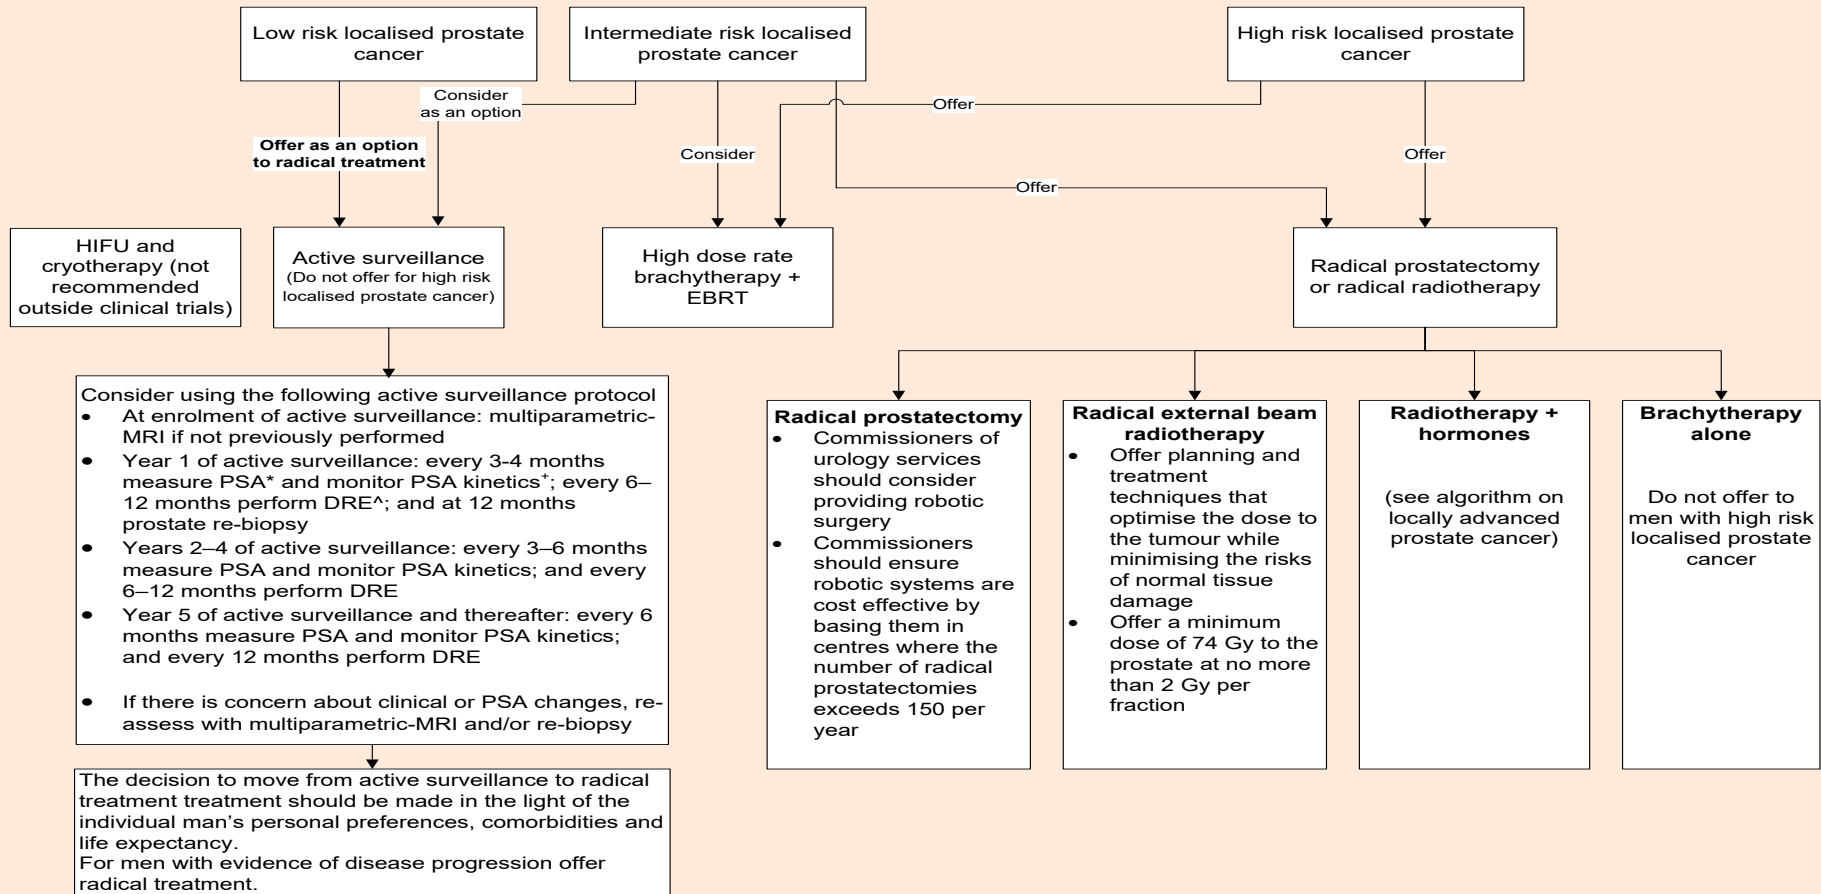 Low risk localised prostate
cancer
Intermediate risk localised
prostate cancer
High risk localised prostate
cancer
Consider
as an option
Offer
Offer as an option
to radical treatment
Consider
Offer
Offer
HIFU and
cryotherapy (not
recommended
outside clinical trials)
Active surveillance
(Do not offer for high risk
localised prostate cancer)
High dose rate
brachytherapy +
EBRT
Radical prostatectomy
or radical radiotherapy
Consider using the following active surveillance protocol
• At enrolment of active surveillance: multiparametric-
MRI if not previously performed
• Year 1 of active surveillance: every 3-4 months
measure PSA* and monitor PSA kinetics+; every 6–
12 months perform DRE^; and at 12 months
prostate re-biopsy
• Years 2–4 of active surveillance: every 3–6 months
measure PSA and monitor PSA kinetics; and every
6–12 months perform DRE
• Year 5 of active surveillance and thereafter: every 6
months measure PSA and monitor PSA kinetics;
and every 12 months perform DRE
• If there is concern about clinical or PSA changes, re-
assess with multiparametric-MRI and/or re-biopsy
The decision to move from active surveillance to radical
treatment treatment should be made in the light of the
individual man's personal preferences, comorbidities and
life expectancy.
For men with evidence of disease progression offer
radical treatment.
Radical prostatectomy
• Commissioners of
urology services
should consider
providing robotic
surgery
• Commissioners
should ensure
robotic systems are
cost effective by
basing them in
centres where the
number of radical
prostatectomies
exceeds 150 per
year
Radical external beam
radiotherapy
• Offer planning and
treatment
techniques that
optimise the dose to
the tumour while
minimising the risks
of normal tissue
damage
• Offer a minimum
dose of 74 Gy to the
prostate at no more
than 2 Gy per
fraction
Radiotherapy +
hormones
(see algorithm on
locally advanced
prostate cancer)
Brachytherapy
alone
Do not offer to
men with high risk
localised prostate
cancer